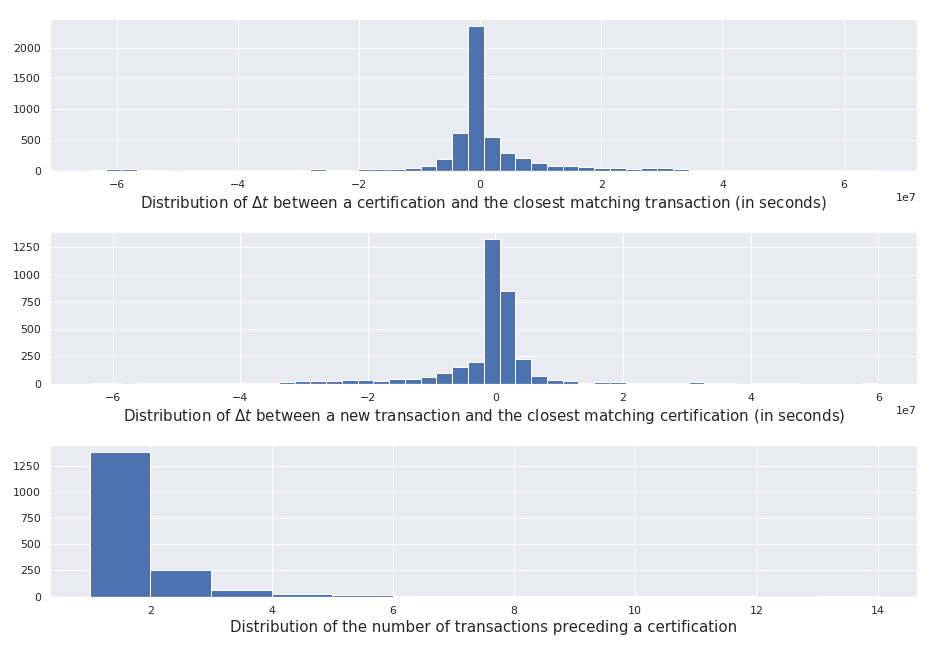 2000
1500
1000
500
0
−6 −4 −2 0 2 4 6
1e7
Distribution of Δt between a certification and the closest matching transaction (in seconds)
1250
1000
750
500
250
0
−6 −4 −2 0 2 4 6
1e7
Distribution of Δt between a new transaction and the closest matching certification (in seconds)
1250
1000
750
500
250
0
2 4 6 8 10 12 14
Distribution of the number of transactions preceding a certification